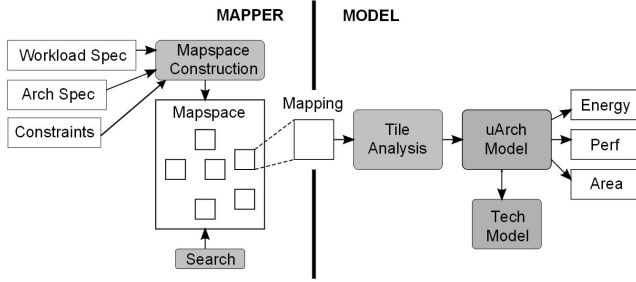 MAPPER
MODEL
Workload Spec
Arch Spec
Constraints
Mapspace
Construction
Mapspace
Search
Mapping
Tile
Analysis
uArch
Model
Tech
Model
Energy
Perf
Area